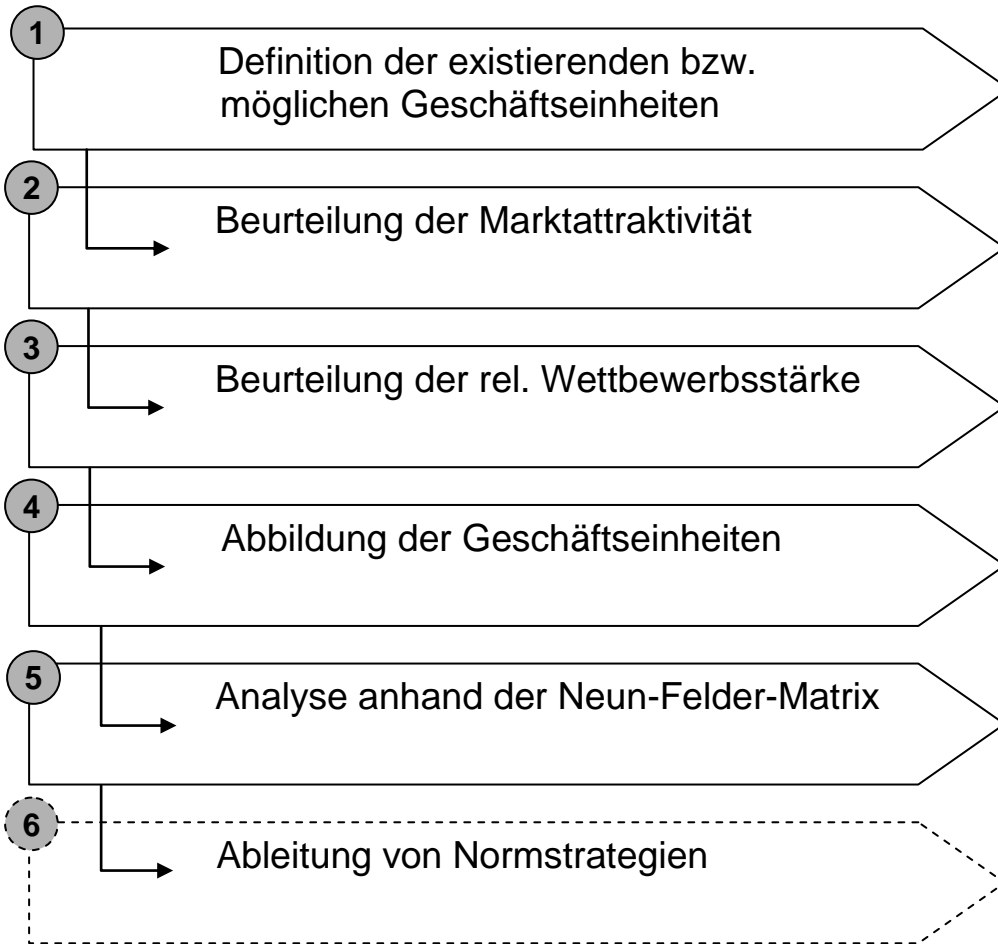 1
Definition der existierenden bzw.
möglichen Geschäftseinheiten
2
Beurteilung der Marktattraktivität
3
Beurteilung der rel. Wettbewerbsstärke
4
Abbildung der Geschäftseinheiten
5
Analyse anhand der Neun-Felder-Matrix
6
Ableitung von Normstrategien